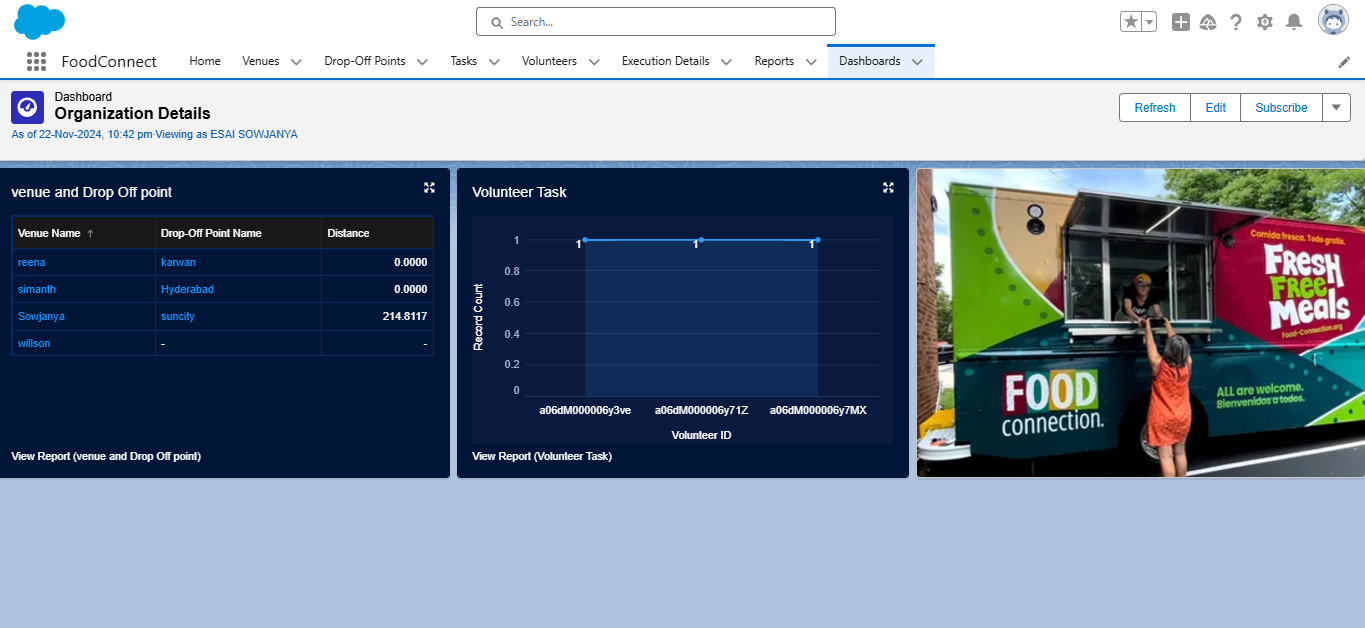 Search...
FoodConnect
Home
Venues
Drop-Off Points
Tasks
Volunteers
Execution Details
Reports
Dashboards
Dashboard
Organization Details
As of 22-Nov-2024, 10:42 pm·Viewing as ESAI SOWJANYA
Refresh
Edit
Subscribe
venue and Drop Off point
Venue Name ↑ Drop-Off Point Name Distance
reena karwan 0.0000
simanth Hyderabad 0.0000
Sowjanya suncity 214.8117
willson - -
View Report (venue and Drop Off point)
Volunteer Task
Record Count
1
0.8
0.6
0.4
0.2
0
1 1 1
a06dM000006y3ve a06dM000006y71Z a06dM000006y7MX
Volunteer ID
View Report (Volunteer Task)
Comida fresca. Todo gratis.
FRESH
FREE
Meals
Food-Connection.org
FOOD
connection.
ALL are welcome.
Bienvenidos a todos.